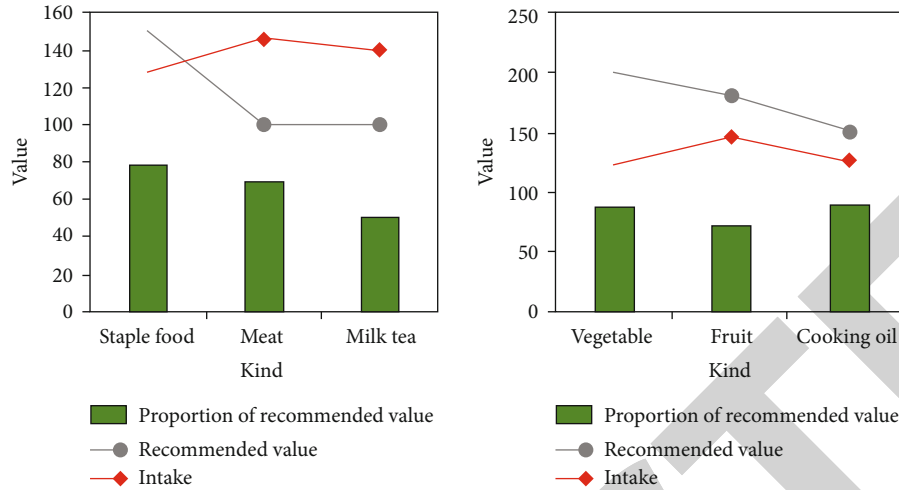 160
140
120
100
80
60
40
20
0
Value
Staple food Meat Milk tea
Kind
Proportion of recommended value
Recommended value
Intake
250
200
150
100
50
0
Value
Vegetable Fruit Cooking oil
Kind
Proportion of recommended value
Recommended value
Intake